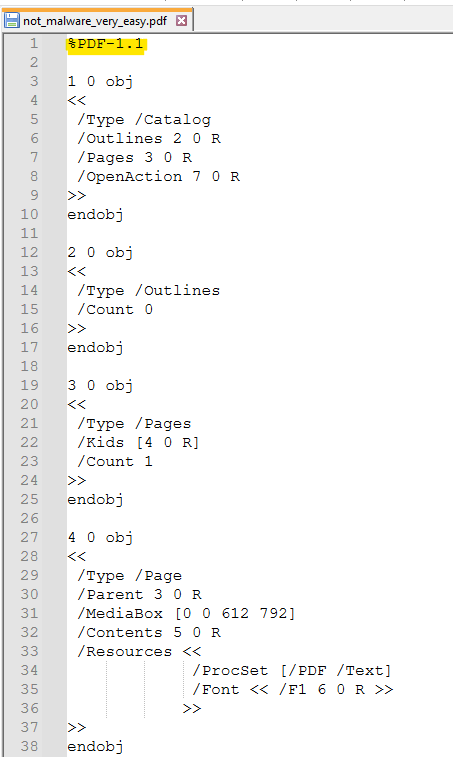 not_malware_very_easy.pdf
1 %PDF-1.1
2
3 1 0 obj
4 <<
5 /Type /Catalog
6 /Outlines 2 0 R
7 /Pages 3 0 R
8 /OpenAction 7 0 R
9 >>
10 endobj
11
12 2 0 obj
13 <<
14 /Type /Outlines
15 /Count 0
16 >>
17 endobj
18
19 3 0 obj
20 <<
21 /Type /Pages
22 /Kids [4 0 R]
23 /Count 1
24 >>
25 endobj
26
27 4 0 obj
28 <<
29 /Type /Page
30 /Parent 3 0 R
31 /MediaBox [0 0 612 792]
32 /Contents 5 0 R
33 /Resources <<
34 /ProcSet [/PDF /Text]
35 /Font << /F1 6 0 R >>
36 >>
37 >>
38 endobj